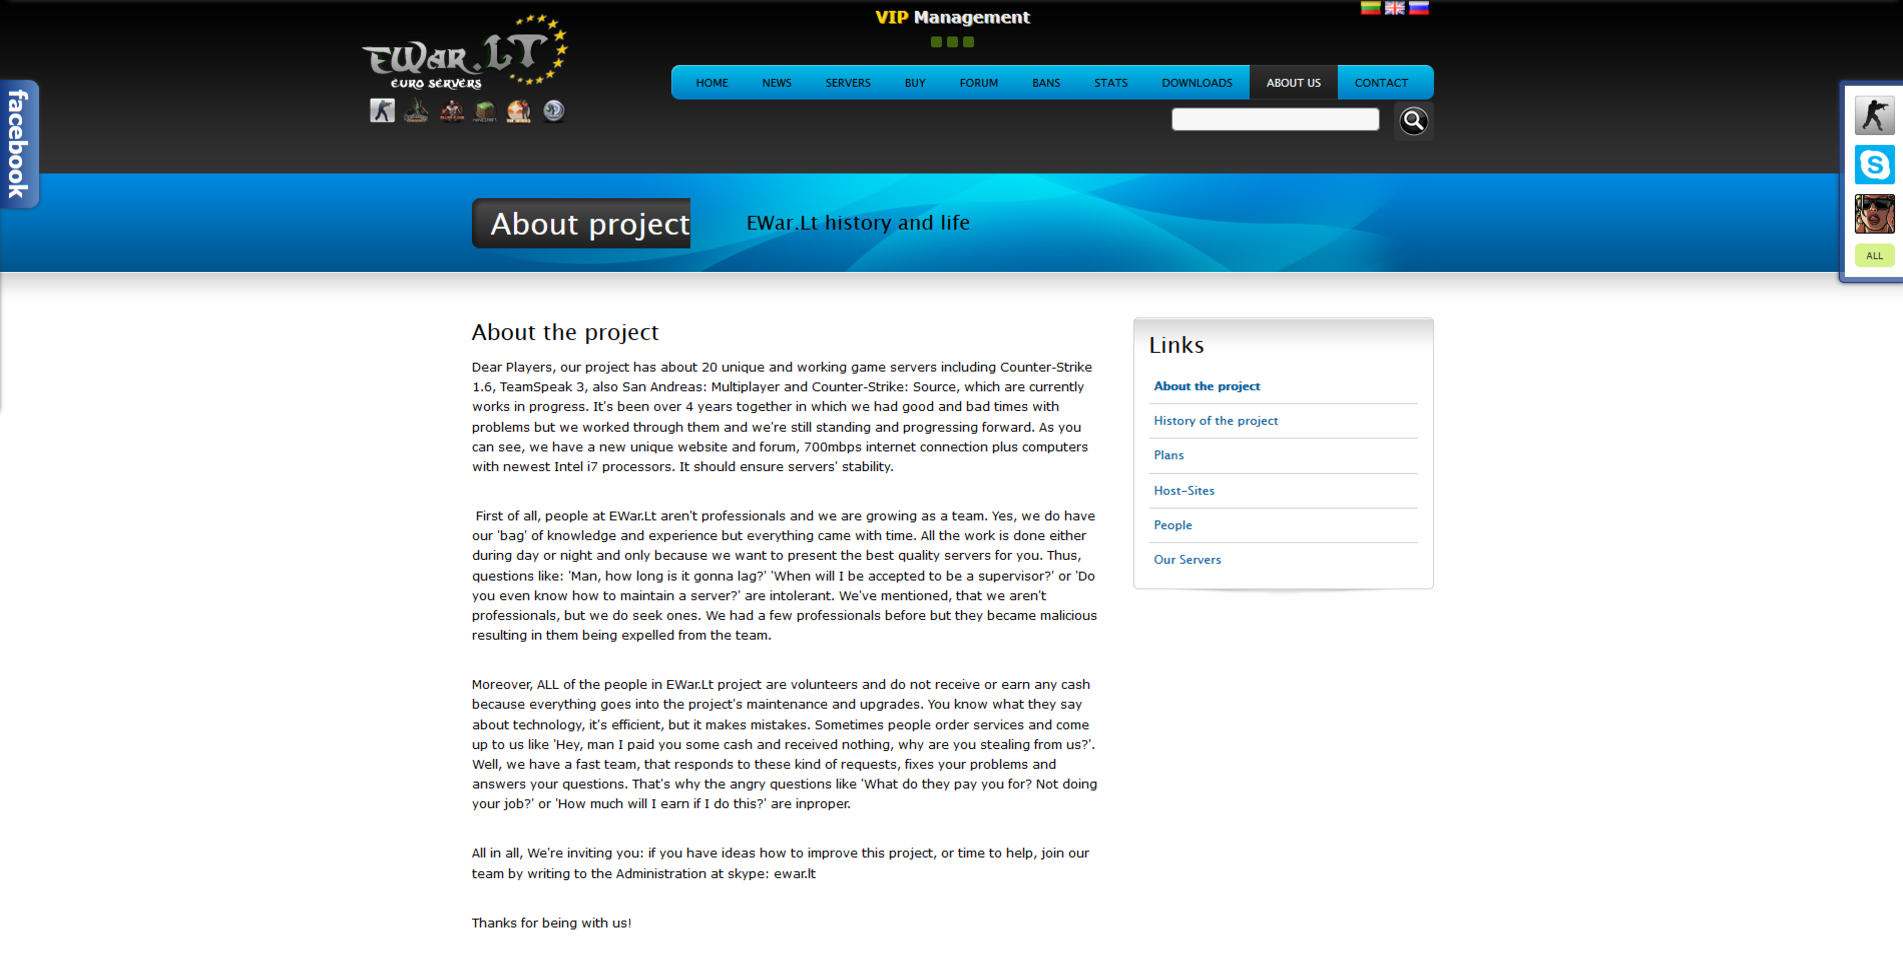 VIP Management
EWar.LT
EURO SERVERS
HOME NEWS SERVERS BUY FORUM BANS STATS DOWNLOADS ABOUT US CONTACT
facebook
About project
EWar.Lt history and life
ALL
About the project
Dear Players, our project has about 20 unique and working game servers including Counter-Strike
1.6, TeamSpeak 3, also San Andreas: Multiplayer and Counter-Strike: Source, which are currently
works in progress. It's been over 4 years together in which we had good and bad times with
problems but we worked through them and we're still standing and progressing forward. As you
can see, we have a new unique website and forum, 700mbps internet connection plus computers
with newest Intel i7 processors. It should ensure servers' stability.
First of all, people at EWar.Lt aren't professionals and we are growing as a team. Yes, we do have
our 'bag' of knowledge and experience but everything came with time. All the work is done either
during day or night and only because we want to present the best quality servers for you. Thus,
questions like: 'Man, how long is it gonna lag?' 'When will I be accepted to be a supervisor?' or 'Do
you even know how to maintain a server?' are intolerant. We've mentioned, that we aren't
professionals, but we do seek ones. We had a few professionals before but they became malicious
resulting in them being expelled from the team.
Moreover, ALL of the people in EWar.Lt project are volunteers and do not receive or earn any cash
because everything goes into the project's maintenance and upgrades. You know what they say
about technology, it's efficient, but it makes mistakes. Sometimes people order services and come
up to us like 'Hey, man I paid you some cash and received nothing, why are you stealing from us?'.
Well, we have a fast team, that responds to these kind of requests, fixes your problems and
answers your questions. That's why the angry questions like 'What do they pay you for? Not doing
your job?' or 'How much will I earn if I do this?' are inproper.
All in all, We're inviting you: if you have ideas how to improve this project, or time to help, join our
team by writing to the Administration at skype: ewar.lt
Thanks for being with us!
Links
About the project
History of the project
Plans
Host-Sites
People
Our Servers